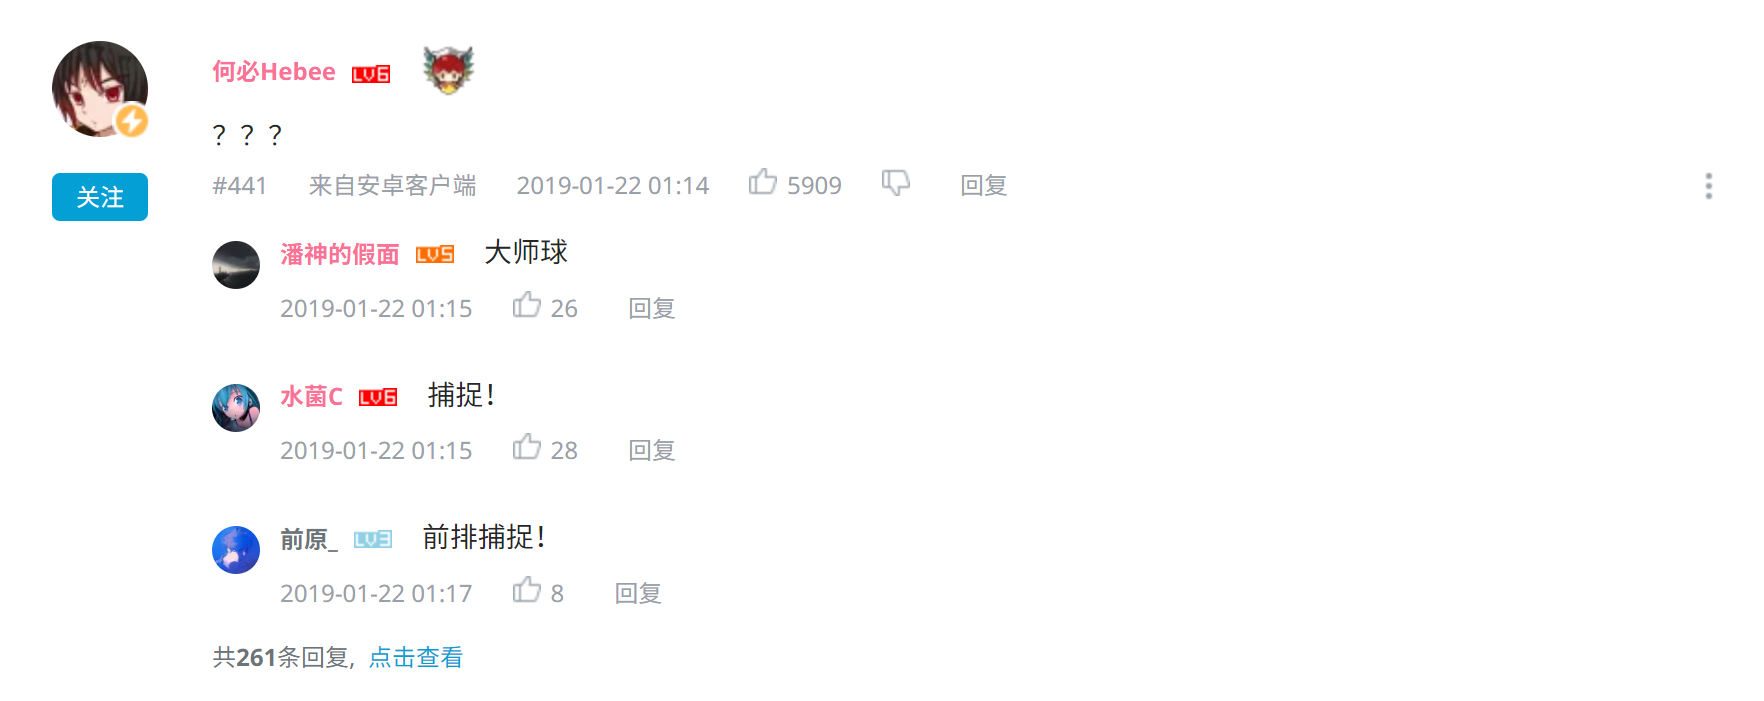 何必Hebee LV6
？？？
#441 来自安卓客户端 2019-01-22 01:14 5909 回复
关注
潘神的假面 LV5 大师球
2019-01-22 01:15 26 回复
水菌C LV6 捕捉！
2019-01-22 01:15 28 回复
前原_ LV3 前排捕捉！
2019-01-22 01:17 8 回复
共261条回复, 点击查看